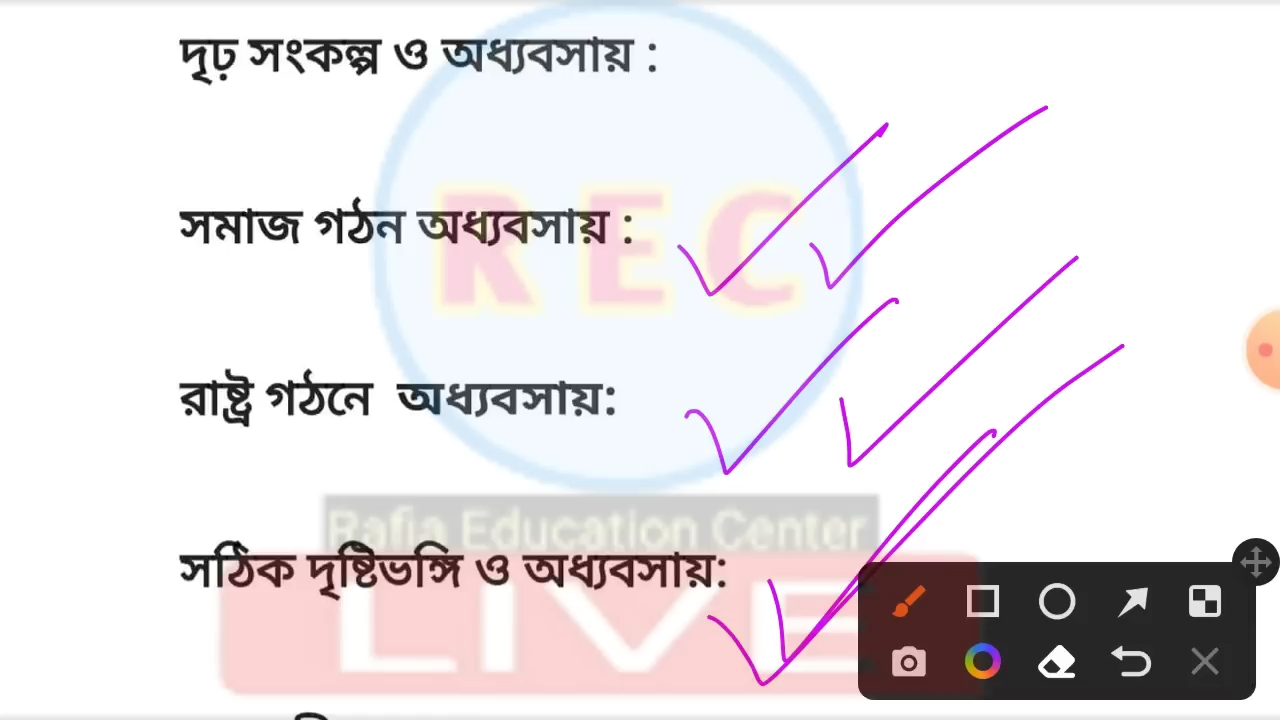 দৃঢ় সংকল্প ও অধ্যবসায় :
সমাজ গঠন অধ্যবসায় :
REC
রাষ্ট্র গঠনে অধ্যবসায়:
Rafia Education Center
সঠিক দৃষ্টিভঙ্গি ও অধ্যবসায়:
LIVE